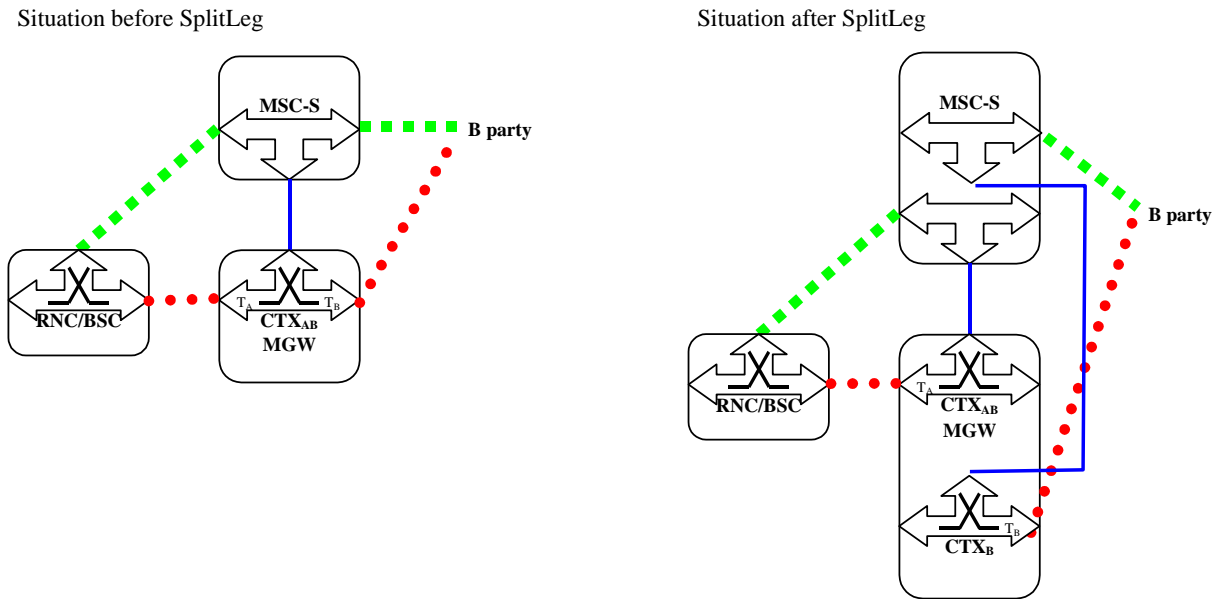 Situation before SplitLeg
MSC-S
B party
RNC/BSC
TA
TB
CTXAB
MGW
Situation after SplitLeg
MSC-S
B party
RNC/BSC
TA
CTXAB
MGW
TB
CTXB